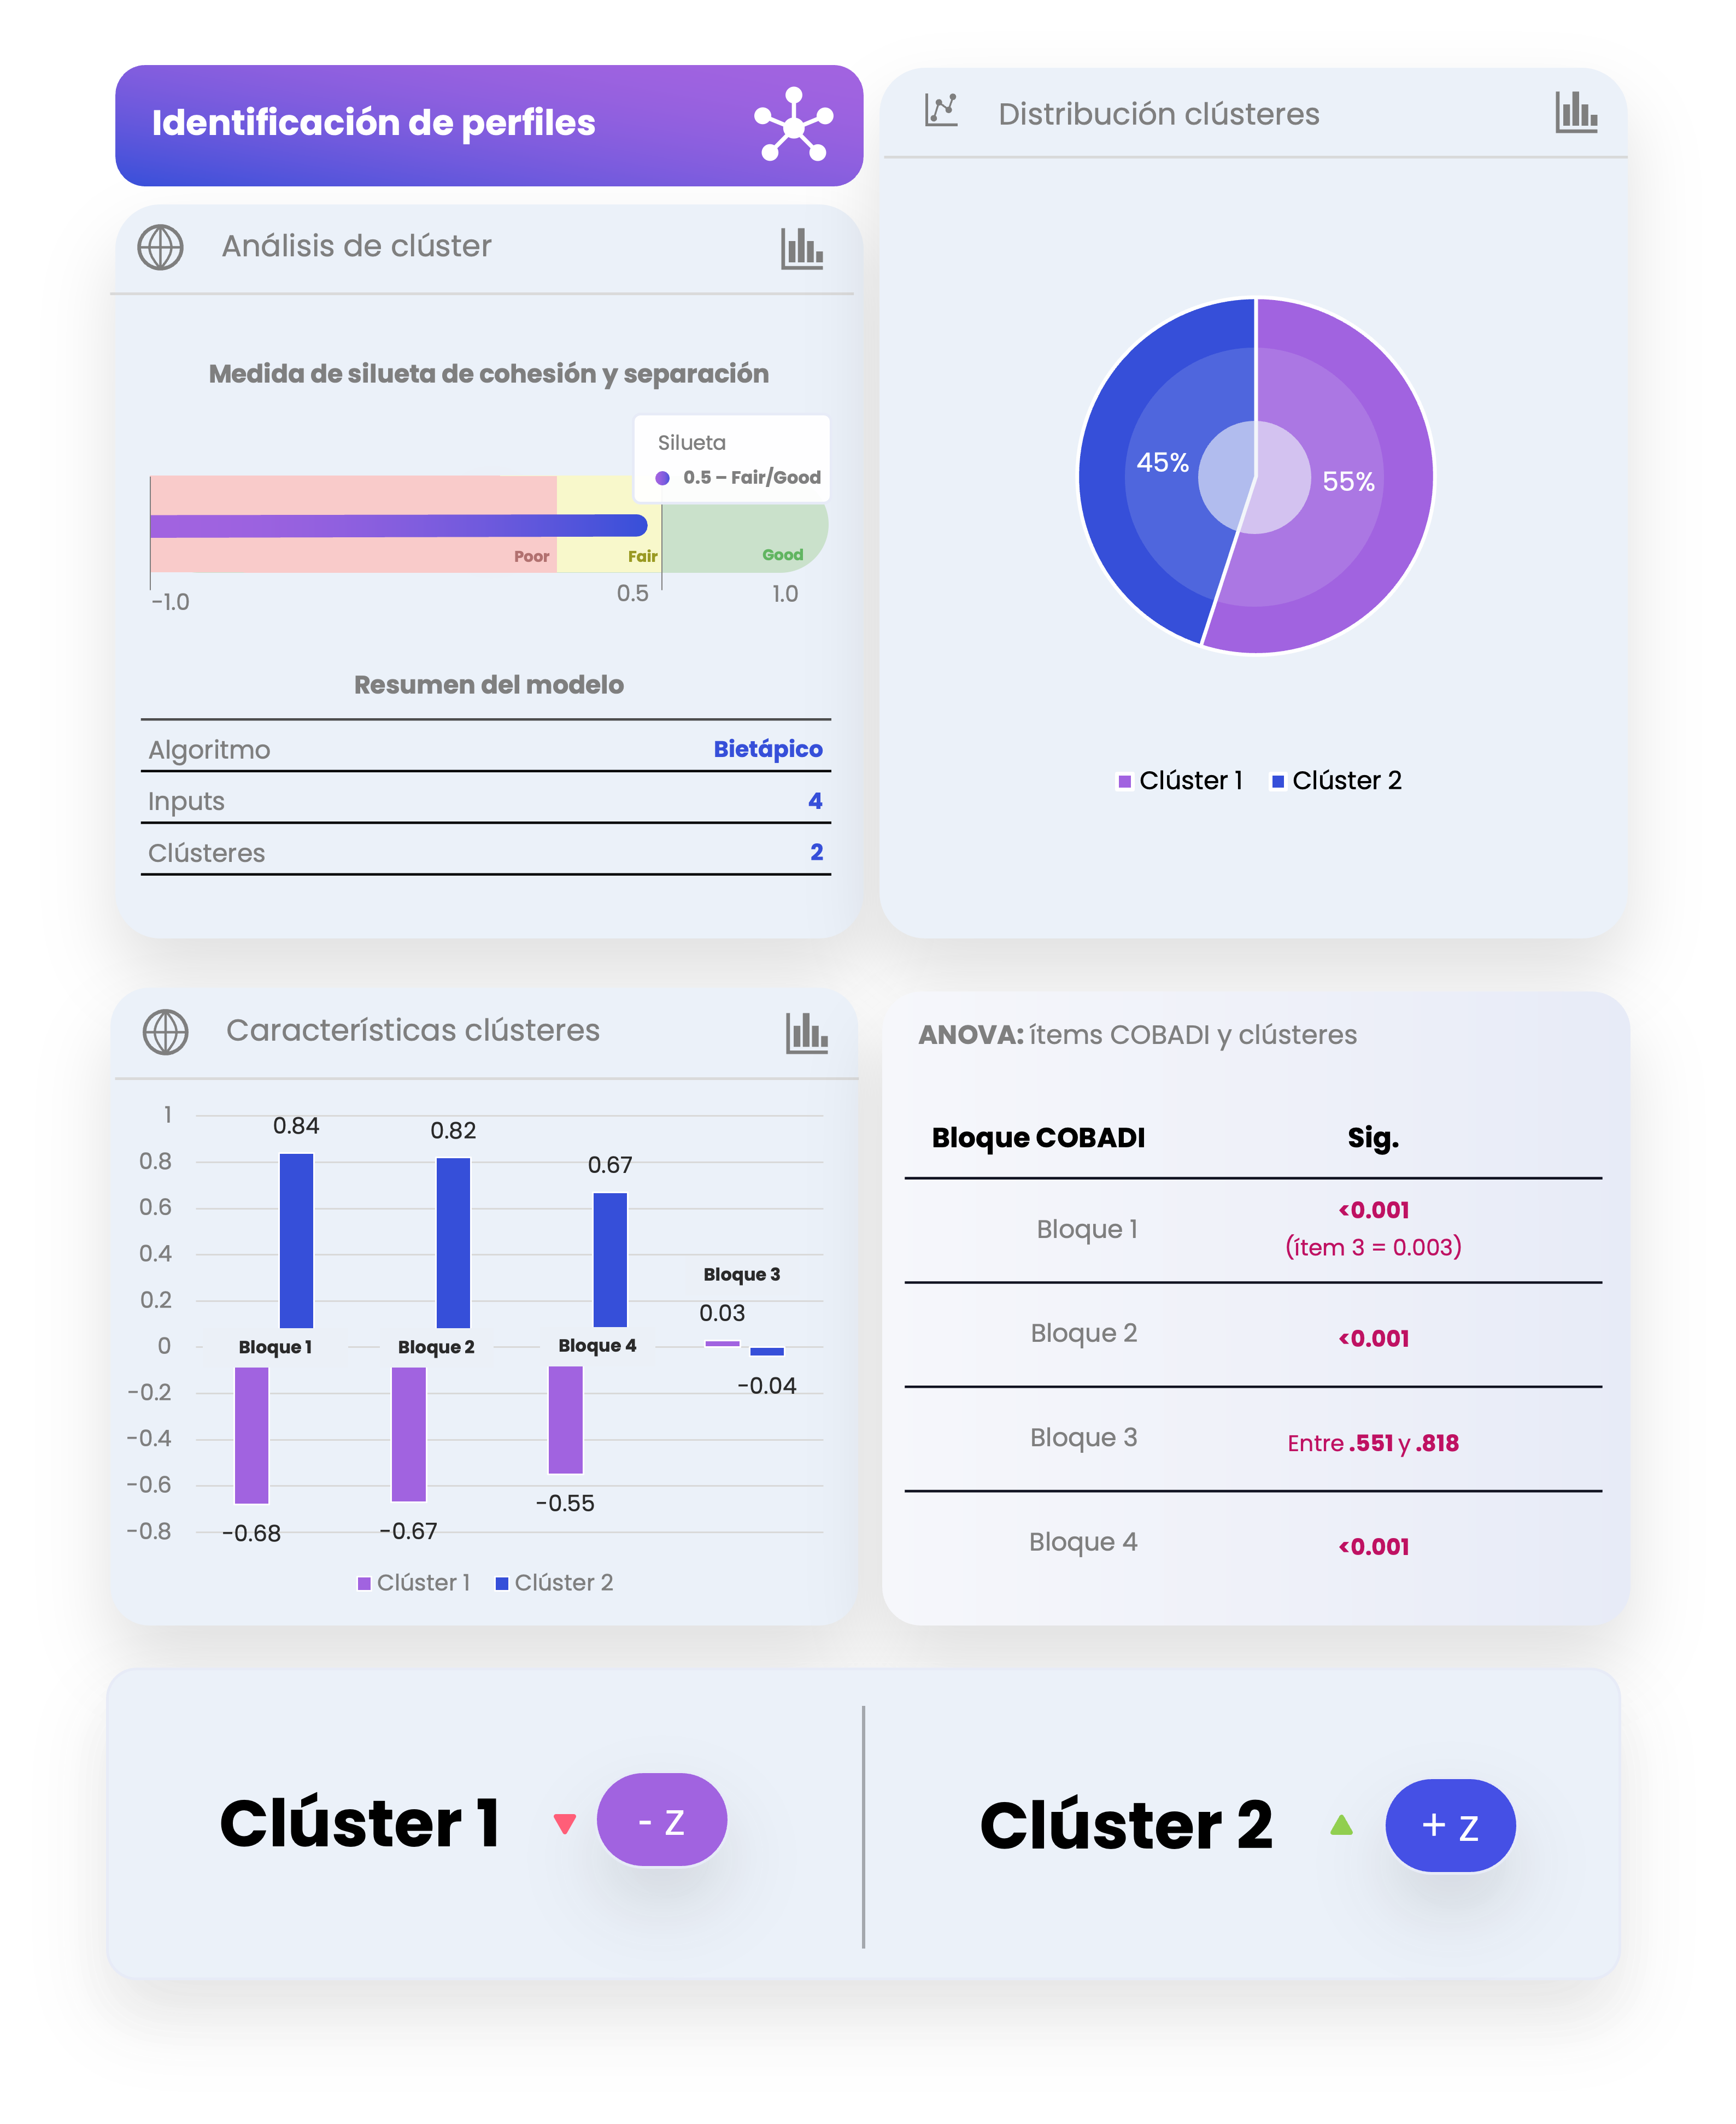 Identificación de perfiles
Análisis de clúster
Medida de silueta de cohesión y separación
Silueta
0.5 – Fair/Good
Poor
Fair
Good
-1.0
0.5
1.0
Resumen del modelo
Algoritmo Bietápico
Inputs 4
Clústeres 2
Distribución clústeres
45%
55%
Clúster 1 Clúster 2
Características clústeres
1
0.8
0.6
0.4
0.2
0
-0.2
-0.4
-0.6
-0.8
0.84
0.82
0.67
Bloque 3
0.03
Bloque 1
Bloque 2
Bloque 4
-0.04
-0.55
-0.68
-0.67
Clúster 1 Clúster 2
ANOVA: ítems COBADI y clústeres
Bloque COBADI Sig.
Bloque 1 <0.001
(ítem 3 = 0.003)
Bloque 2 <0.001
Bloque 3 Entre .551 y .818
Bloque 4 <0.001
Clúster 1 - z
Clúster 2 + z